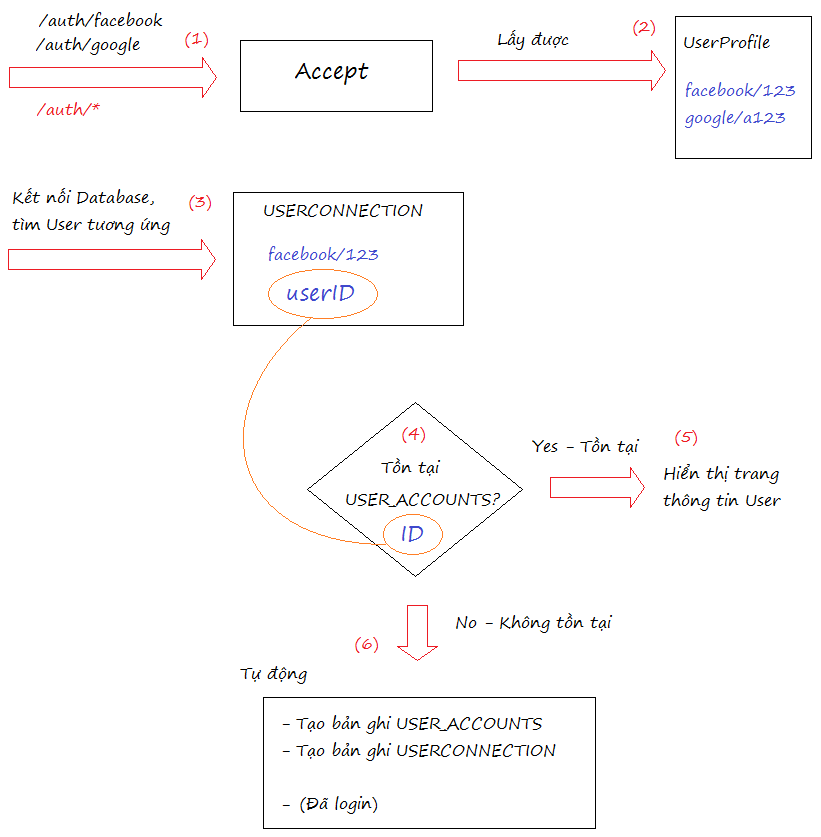 /auth/facebook
/auth/google
(1)
/auth/*
Accept
Lấy được
(2)
UserProfile
facebook/123
google/a123
Kết nối Database,
tìm User tương ứng
(3)
USERCONNECTION
facebook/123
userID
(4)
Tồn tại
USER_ACCOUNTS?
ID
Yes - Tồn tại
(5)
Hiển thị trang
thông tin User
No - Không tồn tại
(6)
Tự động
- Tạo bản ghi USER_ACCOUNTS
- Tạo bản ghi USERCONNECTION
- (Đã login)